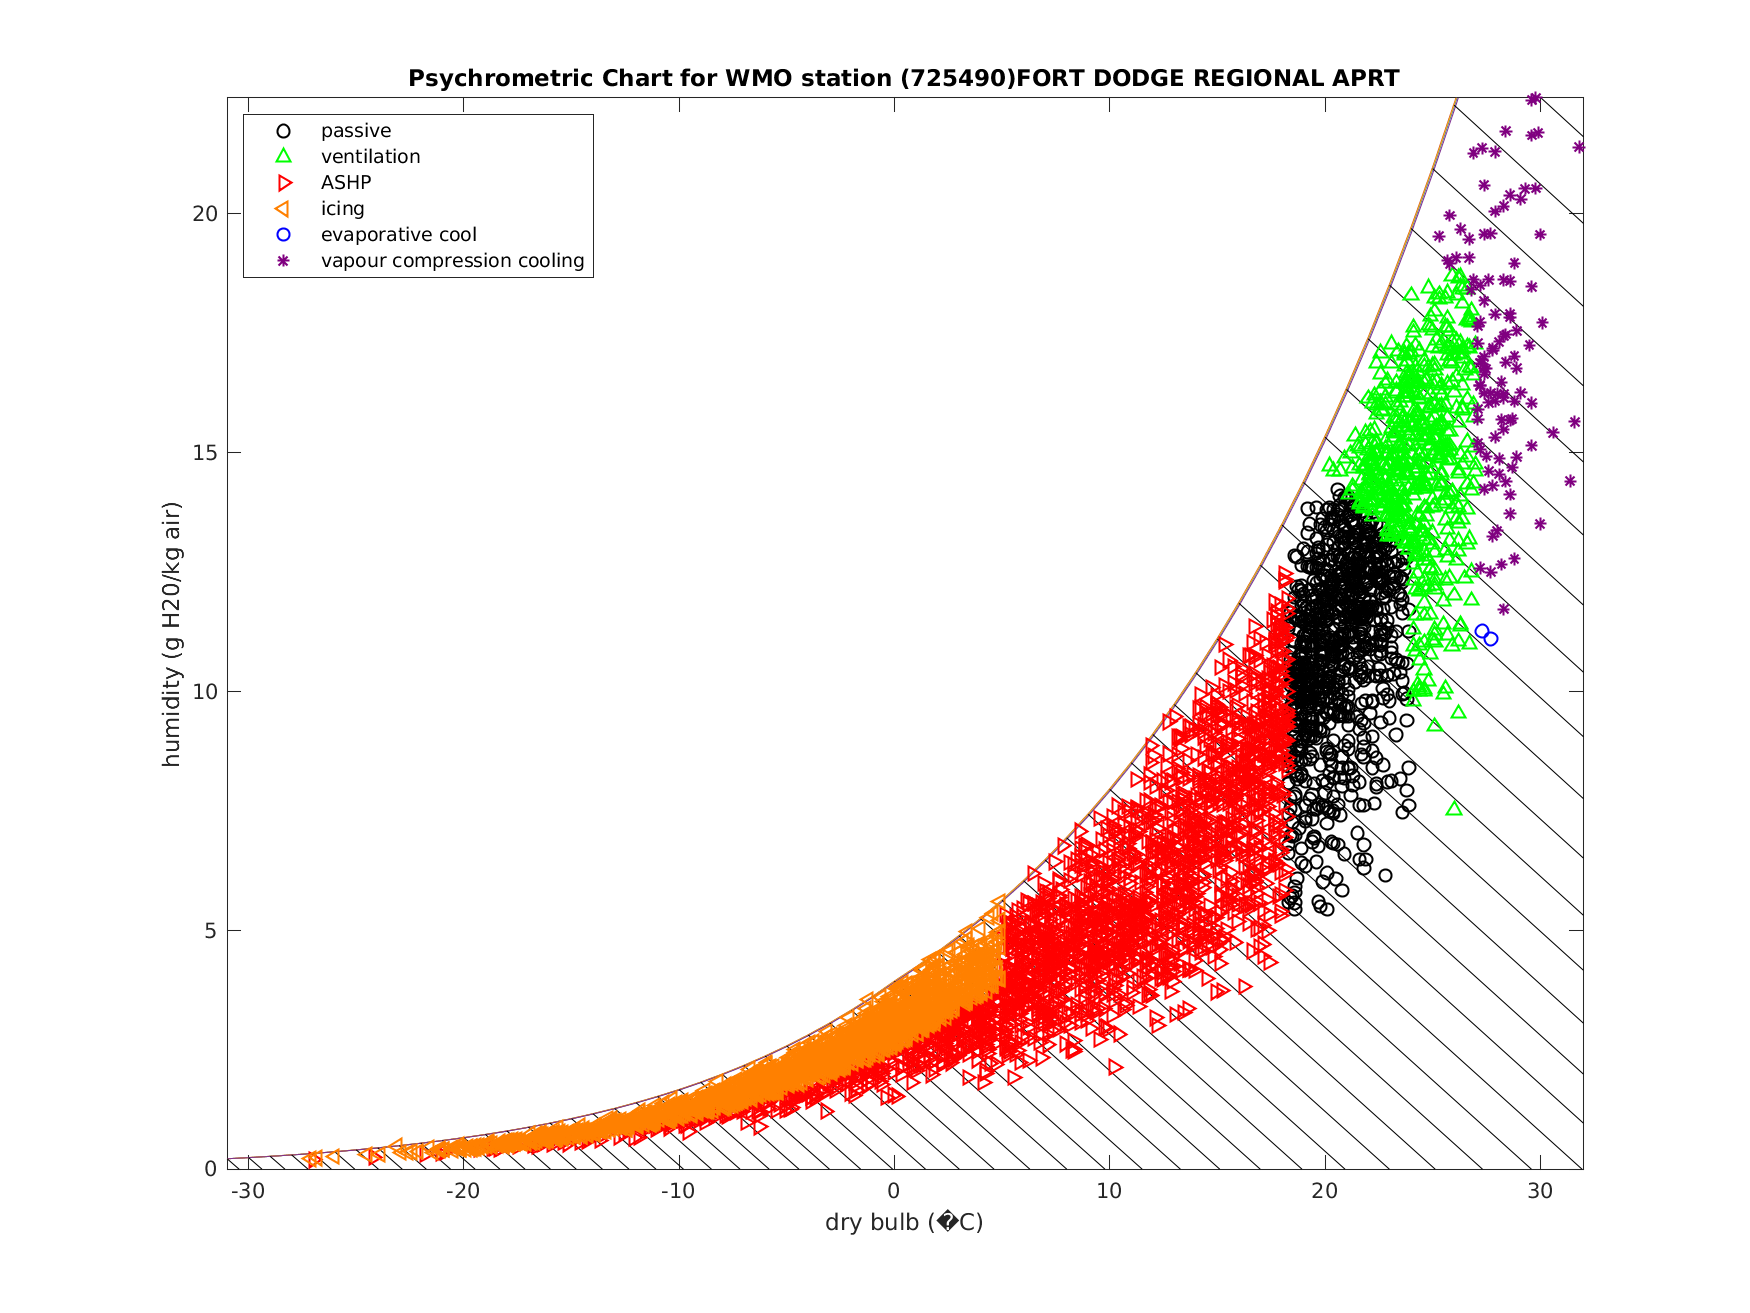 Psychrometric Chart for WMO station (725490)FORT DODGE REGIONAL APRT
passive
ventilation
ASHP
icing
evaporative cool
vapour compression cooling
humidity (g H20/kg air)
20
15
10
5
0
-30 -20 -10 0 10 20 30
dry bulb (�C)